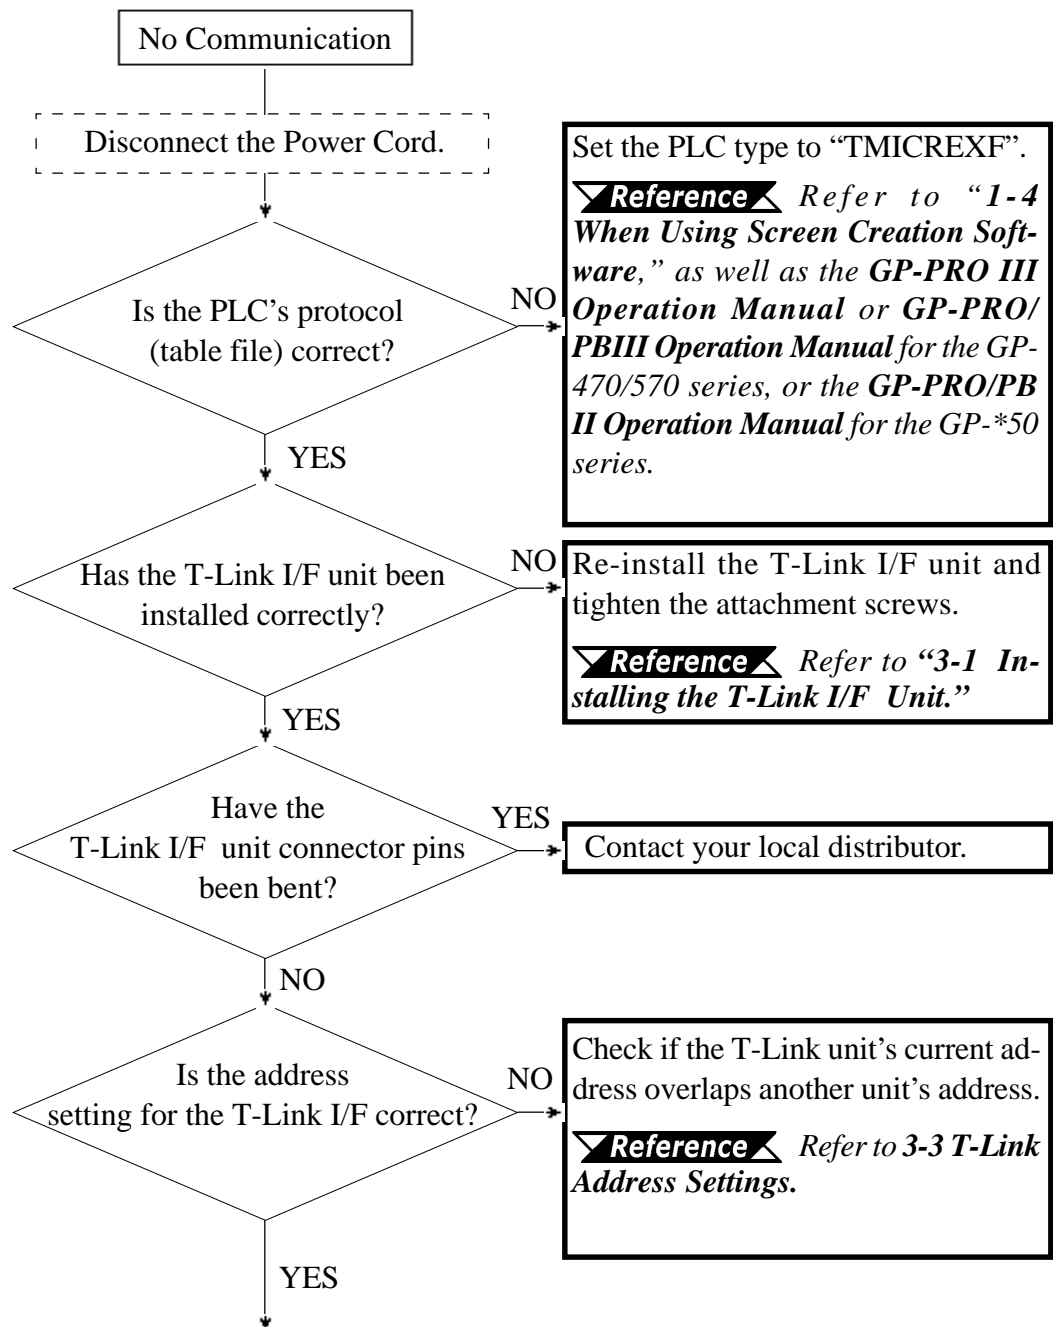 No Communication
Disconnect the Power Cord.
Is the PLC’s protocol
(table file) correct?
NO
Set the PLC type to “TMICREXF”.
Reference Refer to “1-4
When Using Screen Creation Soft-
ware,” as well as the GP-PRO III
Operation Manual or GP-PRO/
PBIII Operation Manual for the GP-
470/570 series, or the GP-PRO/PB
II Operation Manual for the GP-*50
series.
YES
Has the T-Link I/F unit been
installed correctly?
NO
Re-install the T-Link I/F unit and
tighten the attachment screws.
Reference Refer to “3-1 In-
stalling the T-Link I/F Unit.”
YES
Have the
T-Link I/F unit connector pins
been bent?
YES
Contact your local distributor.
NO
Is the address
setting for the T-Link I/F correct?
NO
Check if the T-Link unit’s current ad-
dress overlaps another unit’s address.
Reference Refer to 3-3 T-Link
Address Settings.
YES